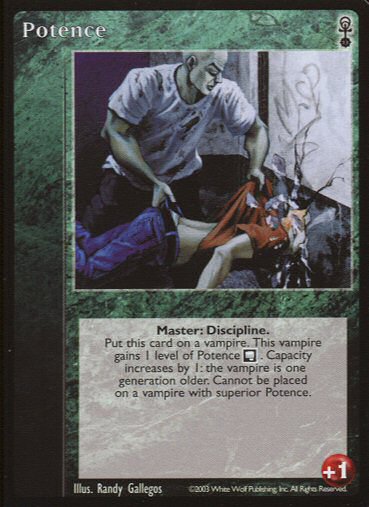 Potence
Master: Discipline.
Put this card on a vampire. This vampire
gains 1 level of Potence . Capacity
increases by 1: the vampire is one
generation older. Cannot be placed
on a vampire with superior Potence.
+1
Illus. Randy Gallegos
©2003 White Wolf Publishing, Inc. All Rights Reserved.